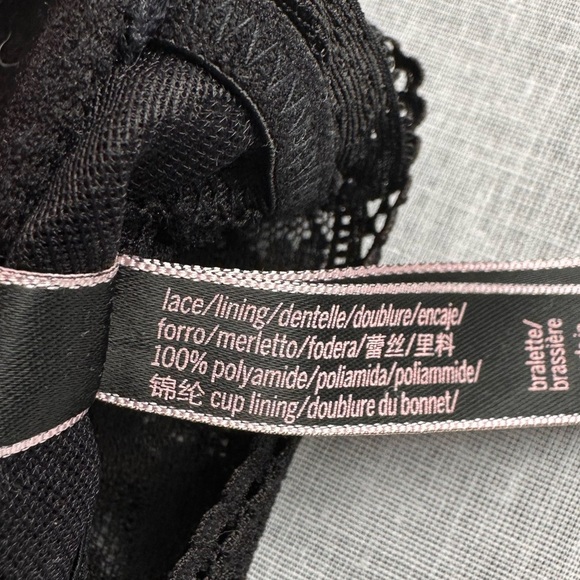 lace/lining/dentelle/doublure/encaje/
forro/merletto/fodera/蕾丝/里料
100% polyamide/poliamida/poliammide/
锦纶 cup lining/doublure du bonnet/
bralette/
brassière